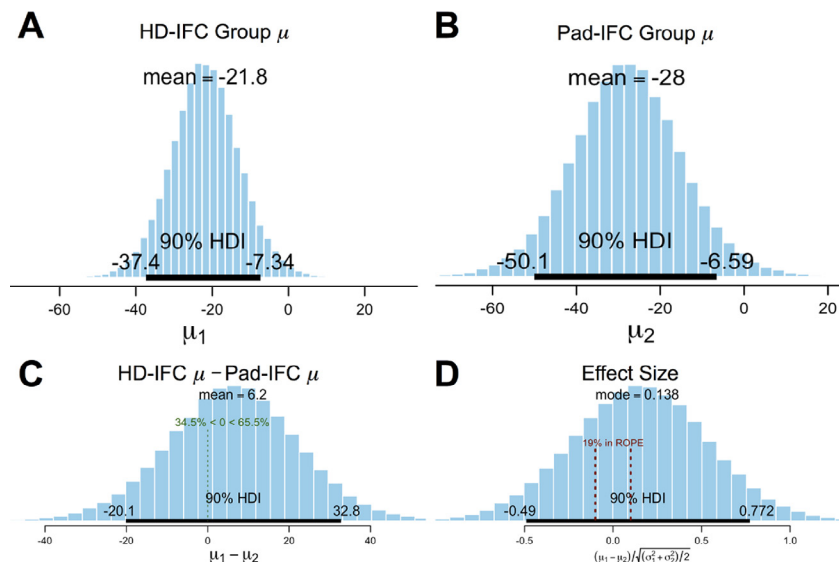 A
HD-IFC Group μ
mean = -21.8
90% HDI
-37.4 -7.34
-60 -40 -20 0 20
μ1
B
Pad-IFC Group μ
mean = -28
90% HDI
-50.1 -6.59
-60 -40 -20 0 20
μ2
C
HD-IFC μ – Pad-IFC μ
mean = 6.2
34.5% < 0 < 65.5%
90% HDI
-20.1 32.8
-40 -20 0 20 40
μ1 – μ2
D
Effect Size
mode = 0.138
19% in ROPE
90% HDI
-0.49 0.772
-0.5 0.0 0.5 1.0
(μ1 – μ2)/√(σ1² + σ2²)/2